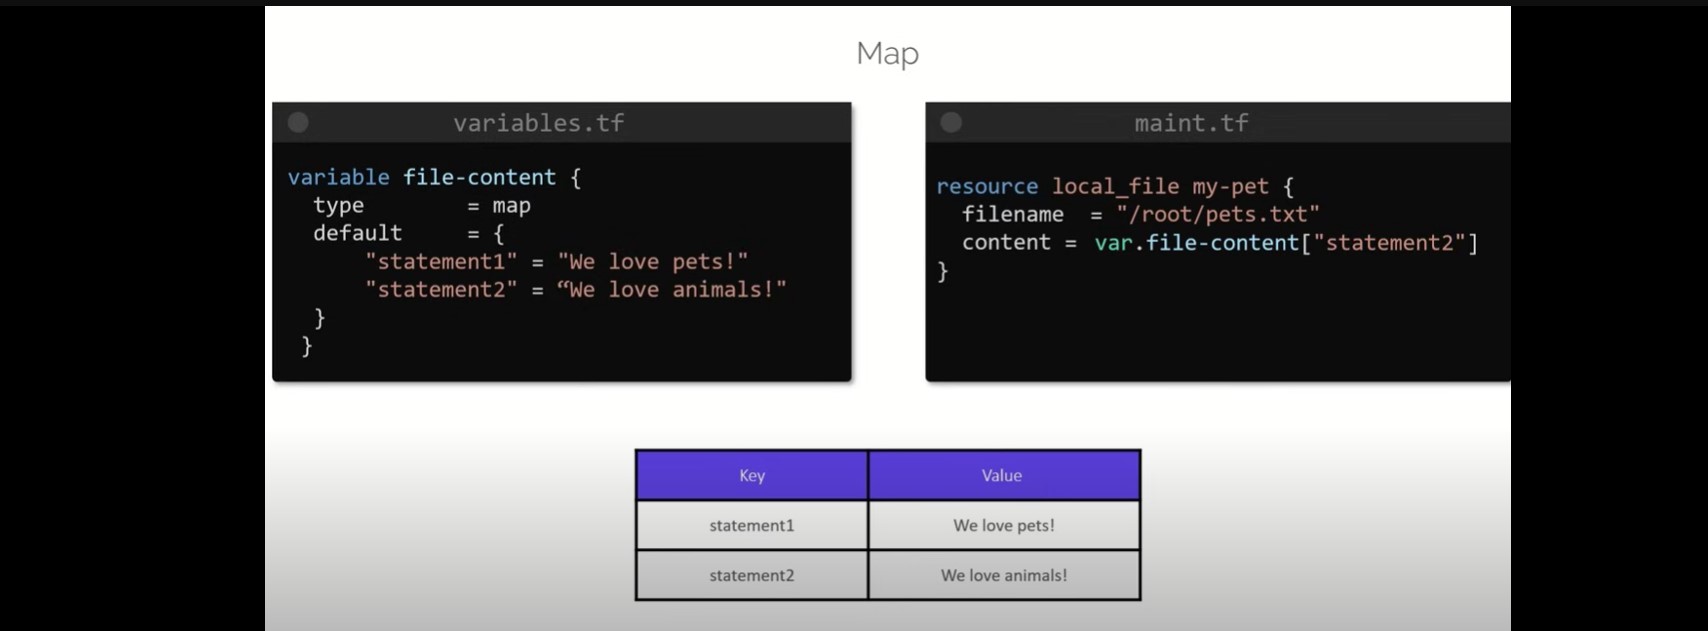 Map
variables.tf
variable file-content {
type = map
default = {
"statement1" = "We love pets!"
"statement2" = “We love animals!"
}
}
maint.tf
resource local_file my-pet {
filename = "/root/pets.txt"
content = var.file-content["statement2"]
}
Key Value
statement1 We love pets!
statement2 We love animals!